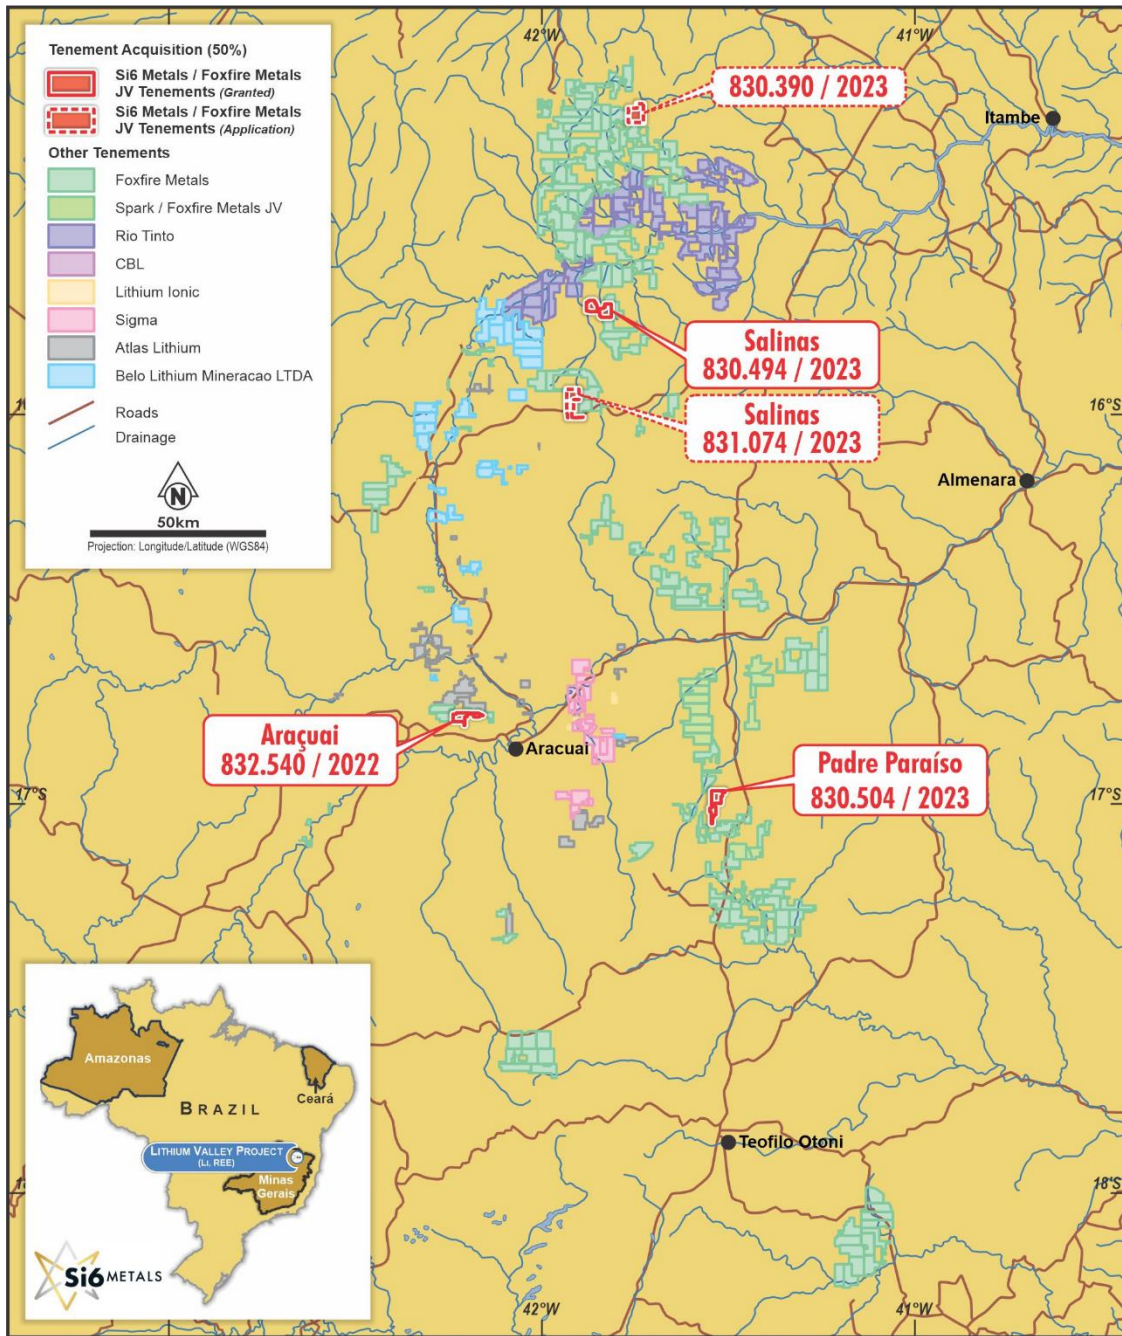 42°W
41°W
Tenement Acquisition (50%)
Si6 Metals / Foxfire Metals
JV Tenements (Granted)
Si6 Metals / Foxfire Metals
JV Tenements (Application)
Other Tenements
Foxfire Metals
Spark / Foxfire Metals JV
Rio Tinto
CBL
Lithium Ionic
Sigma
Atlas Lithium
Belo Lithium Mineracao LTDA
Roads
Drainage
N
50km
Projection: Longitude/Latitude (WGS84)
830.390 / 2023
Itambe
Salinas
830.494 / 2023
Salinas
831.074 / 2023
16°S
Almenara
Araçuai
832.540 / 2022
Aracuai
Padre Paraíso
830.504 / 2023
17°S
17°S
Teofilo Otoni
18°S
Amazonas
Ceará
BRAZIL
LITHIUM VALLEY PROJECT
(LI, REE)
Minas
Gerais
Si6 METALS
42°W
41°W